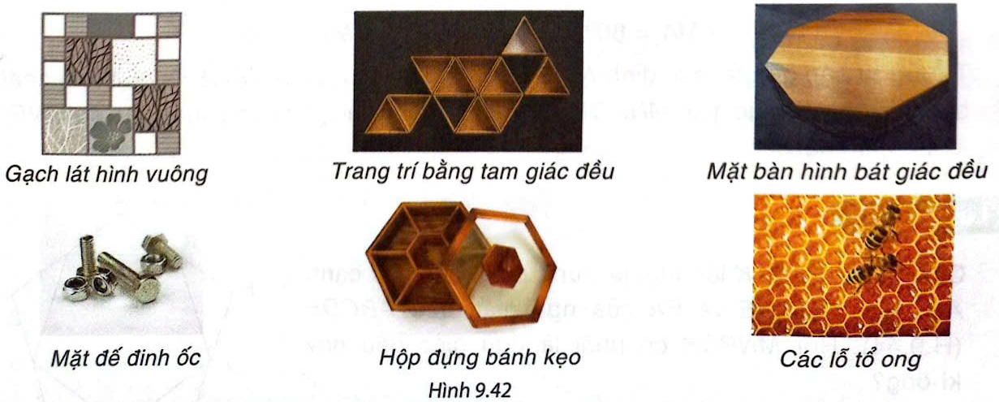 Gạch lát hình vuông
Trang trí bằng tam giác đều
Mặt bàn hình bát giác đều
Mặt đế đinh ốc
Hộp đựng bánh kẹo
Các lỗ tổ ong
Hình 9.42